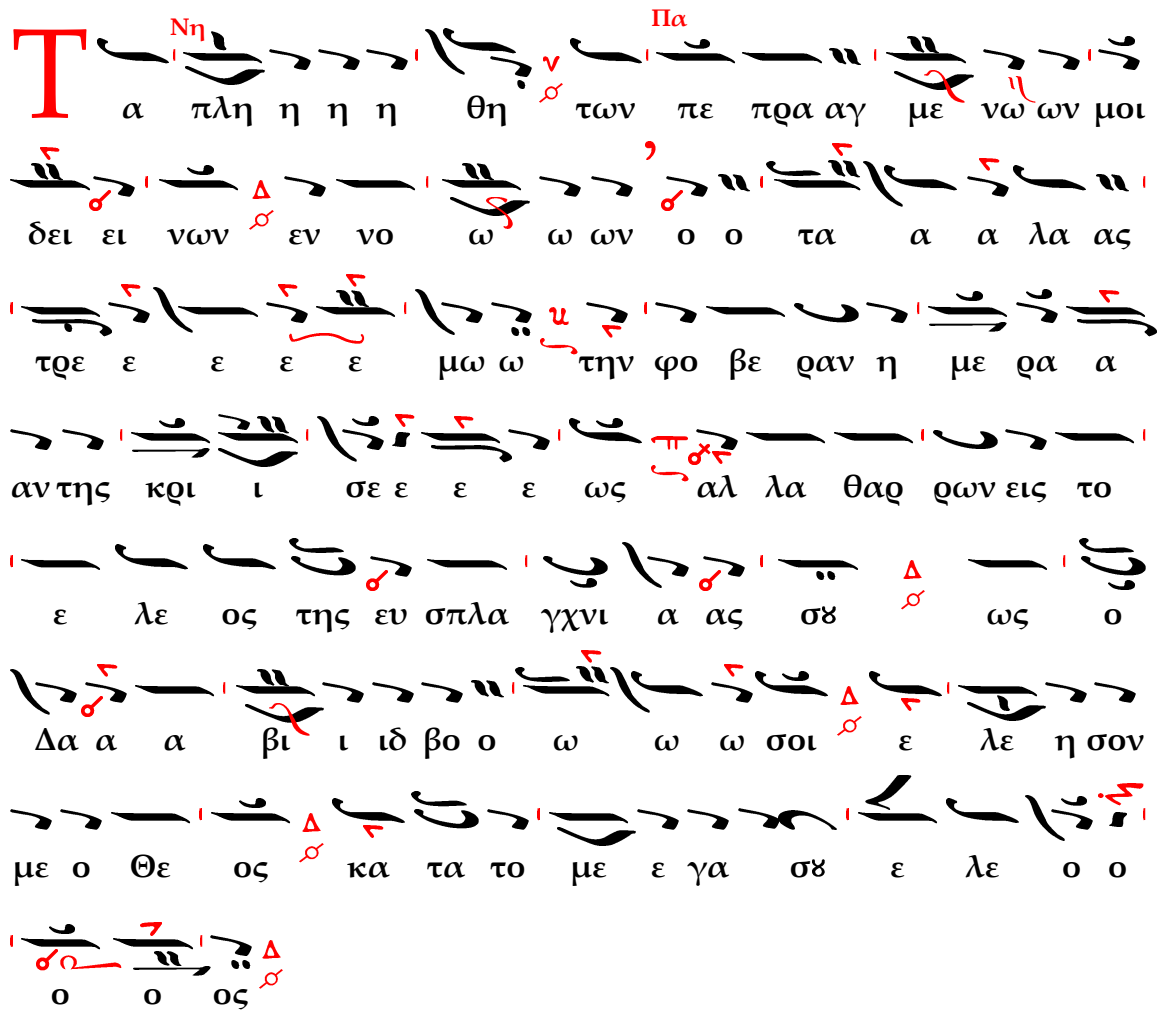 Νη Πα
Τα πλη η η η θη των πε πρα αγ με νω ων μοι
δει ει νων εν νο ω ω ων ο ο τα α α λα ας
τρε ε ε ε ε μω ω την φο βε ραν η με ρα α
αν της κρι ι σε ε ε ε ως αλ λα θαρ ρων εις το
ε λε ος της ευ σπλα γχνι α ας σȣ ως ο
Δα α α βι ι ιδ βο ο ω ω ω σοι ε λε η σον
με ο Θε ος κα τα το με ε γα σȣ ε λε ο ο
ο ο ος